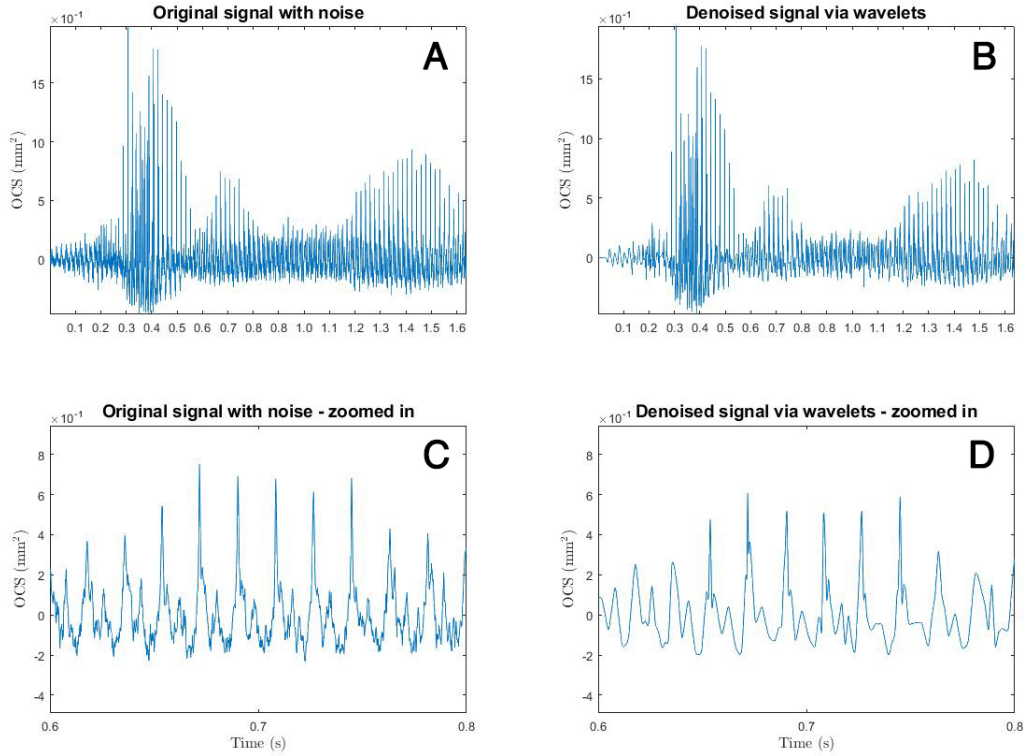 Original signal with noise
×10⁻¹
A
15
10
5
0
OCS (mm²)
0.1 0.2 0.3 0.4 0.5 0.6 0.7 0.8 0.9 1.0 1.1 1.2 1.3 1.4 1.5 1.6
Denoised signal via wavelets
×10⁻¹
B
15
10
5
0
OCS (mm²)
0.1 0.2 0.3 0.4 0.5 0.6 0.7 0.8 0.9 1.0 1.1 1.2 1.3 1.4 1.5 1.6
Original signal with noise - zoomed in
×10⁻¹
C
8
6
4
2
0
-2
-4
OCS (mm²)
0.6 0.7 0.8
Time (s)
Denoised signal via wavelets - zoomed in
×10⁻¹
D
8
6
4
2
0
-2
-4
OCS (mm²)
0.6 0.7 0.8
Time (s)